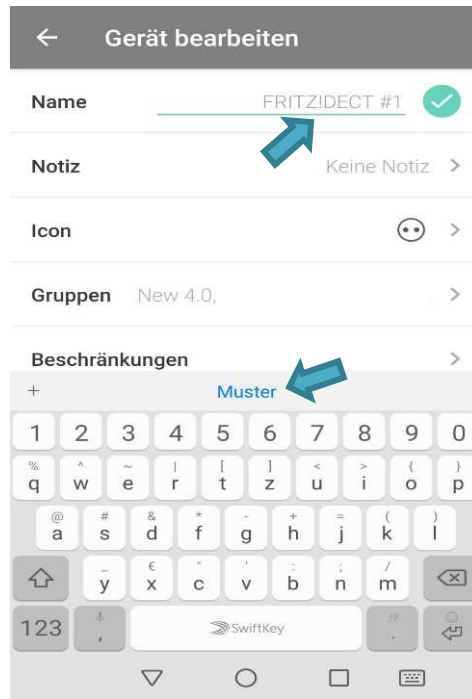 Gerät bearbeiten
Name FRITZ!DECT #1
Notiz Keine Notiz >
Icon >
Gruppen New 4.0, >
Beschränkungen >
+ Muster
1 2 3 4 5 6 7 8 9 0
% ^ ~ | [ ] < > { }
q w e r t z u i o p
@ # & * - + = ( )
a s d f g h j k l
_ € " ' : ; /
y x c v b n m
123 , SwiftKey .